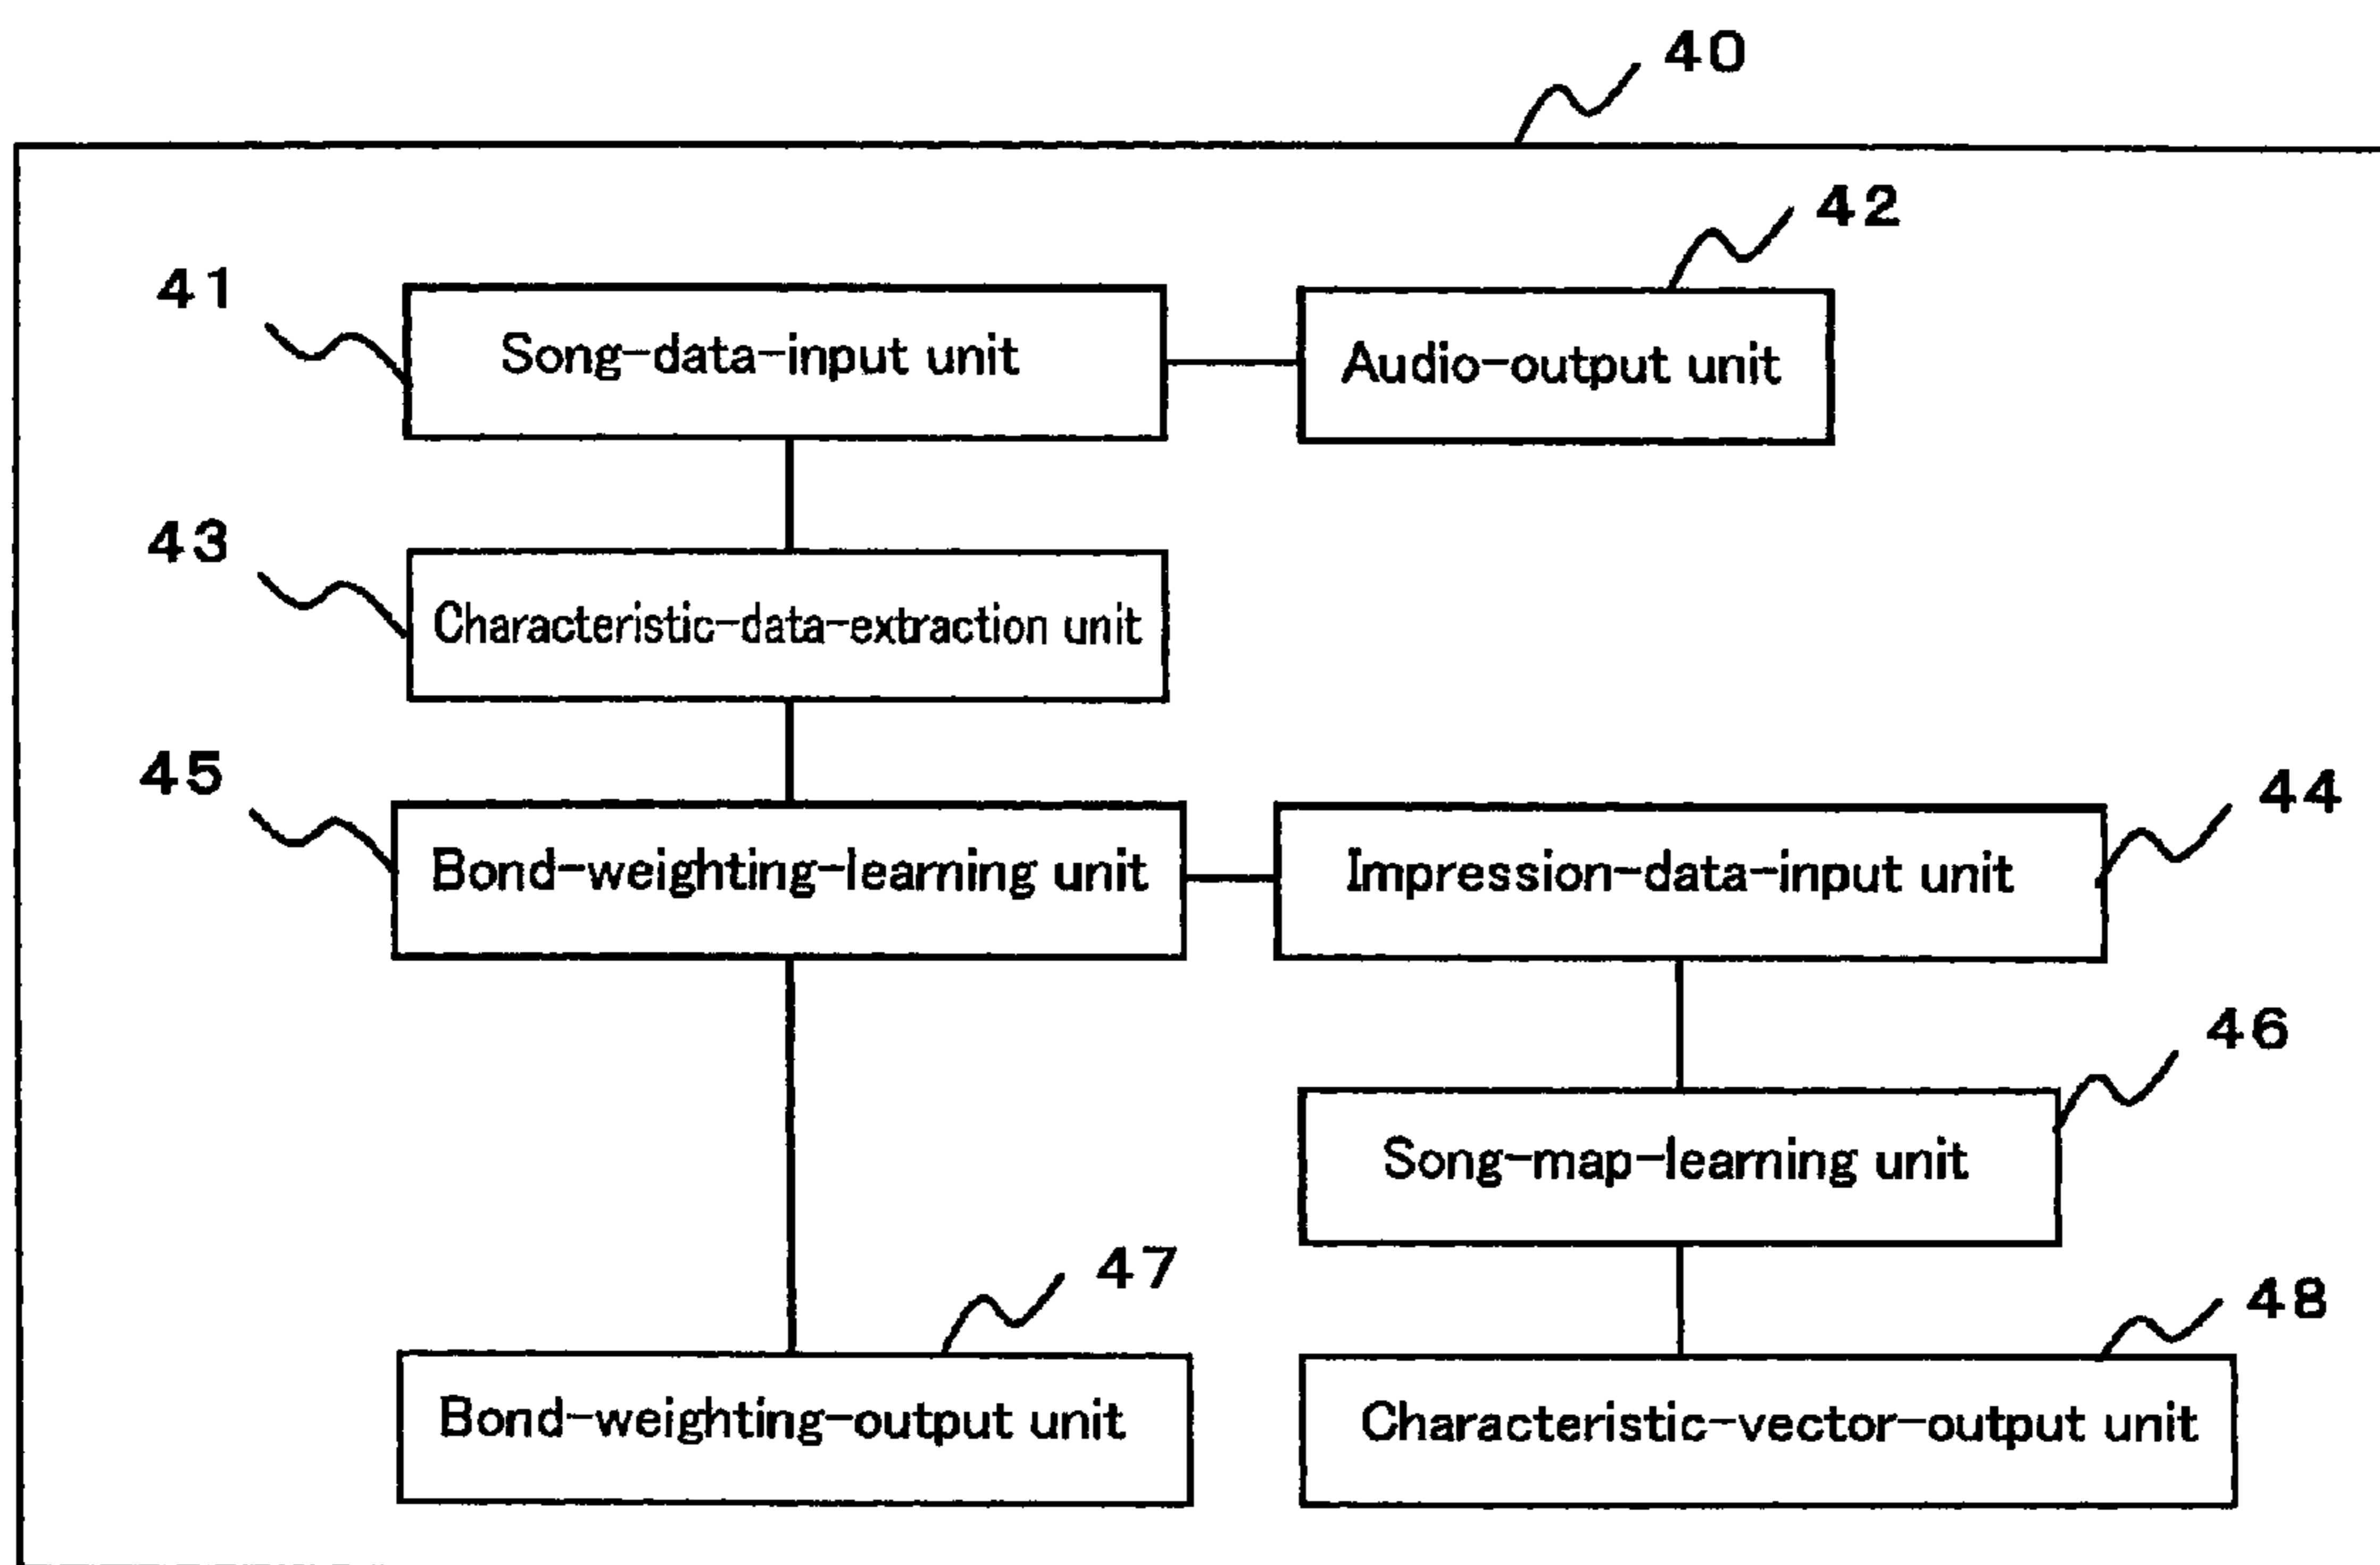 40
42
41
Song-data-input unit
Audio-output unit
43
Characteristic-data-extraction unit
45
44
Bond-weighting-learning unit
Impression-data-input unit
46
Song-map-learning unit
47
48
Bond-weighting-output unit
Characteristic-vector-output unit